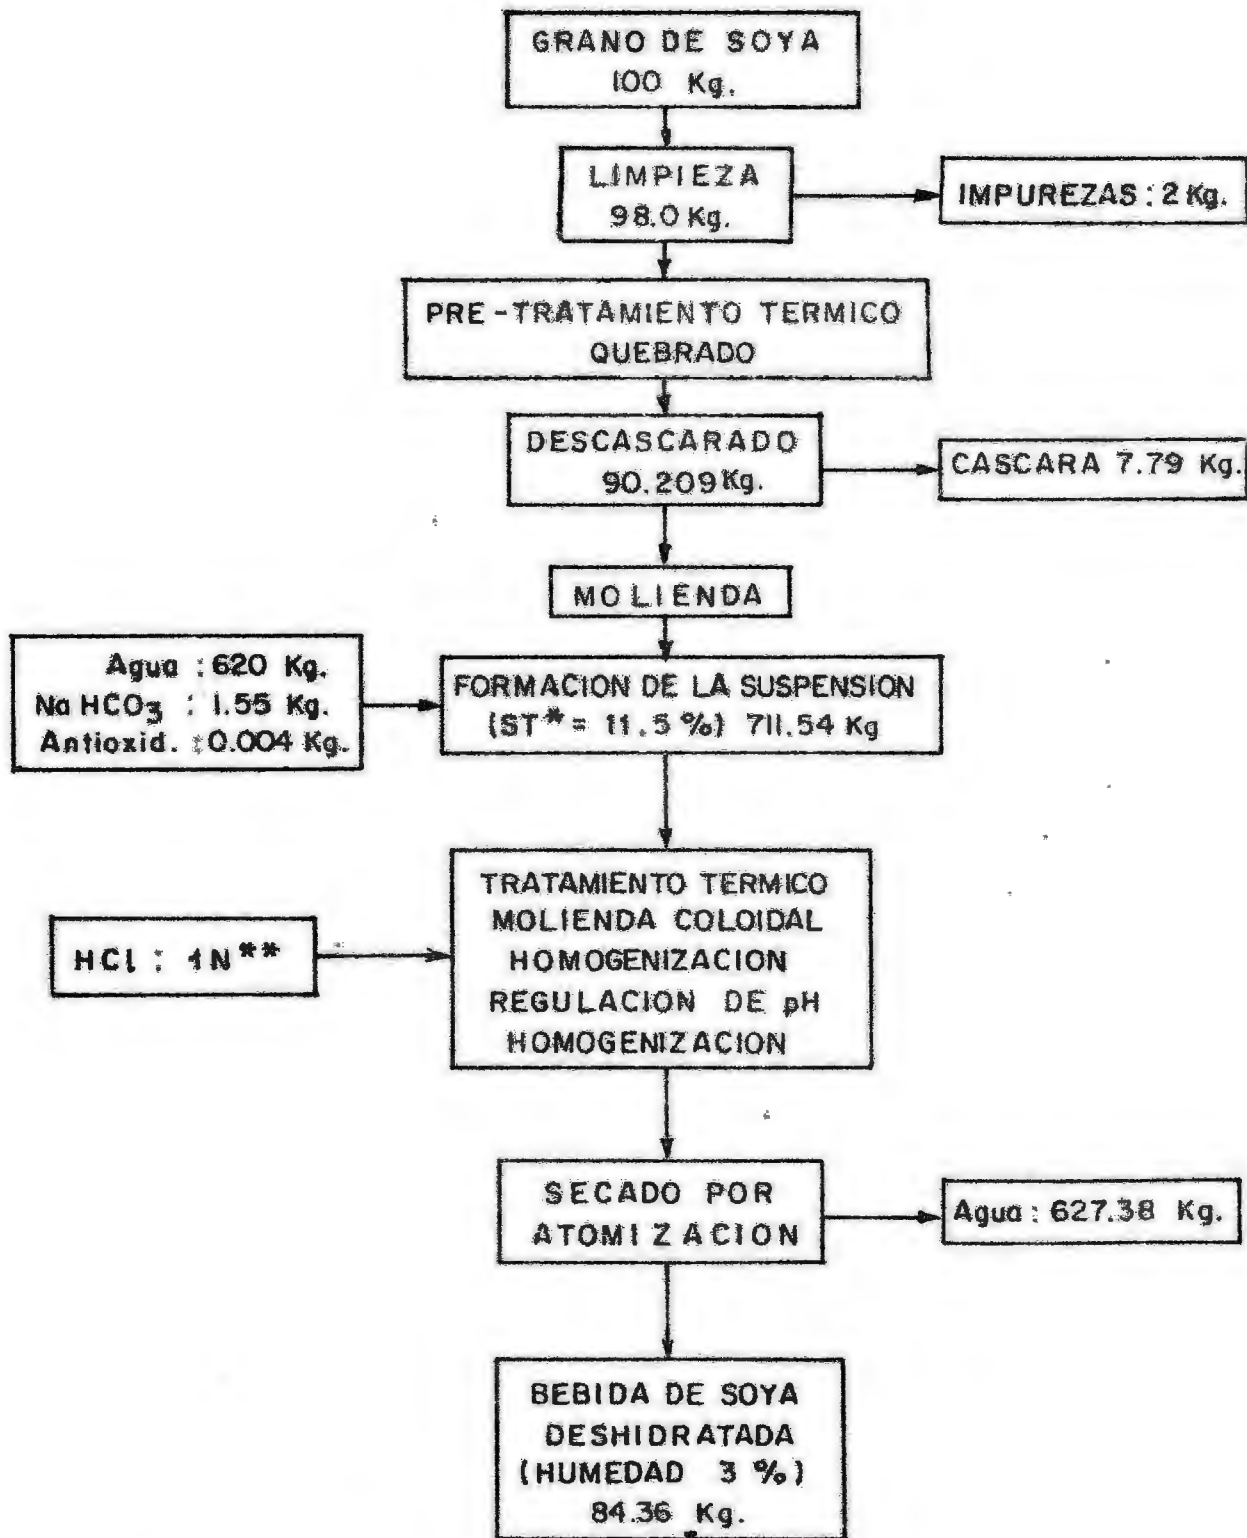 GRANO DE SOYA
100 Kg.
LIMPIEZA
98.0 Kg.
IMPUREZAS : 2 Kg.
PRE-TRATAMIENTO TERMICO
QUEBRADO
DESCASCARADO
90.209 Kg.
CASCARA 7.79 Kg.
MOLIENDA
Agua : 620 Kg.
NaHCO3 : 1.55 Kg.
Antioxid. : 0.004 Kg.
FORMACION DE LA SUSPENSION
(ST* = 11.5 %) 711.54 Kg
TRATAMIENTO TERMICO
MOLIENDA COLOIDAL
HOMOGENIZACION
REGULACION DE pH
HOMOGENIZACION
HCl : 1N**
SECADO POR
ATOMIZACION
Agua : 627.38 Kg.
BEBIDA DE SOYA
DESHIDRATADA
(HUMEDAD 3 %)
84.36 Kg.